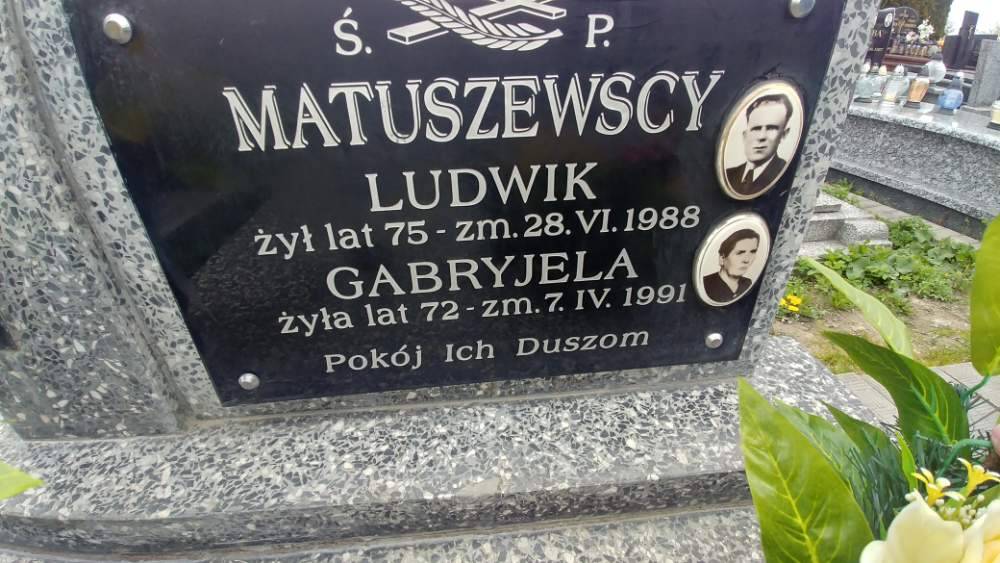 Ś. P.
MATUSZEWSCY
LUDWIK
żył lat 75 - zm. 28. VI. 1988
GABRYJELA
żyła lat 72 - zm. 7. IV. 1991
Pokój Ich Duszom